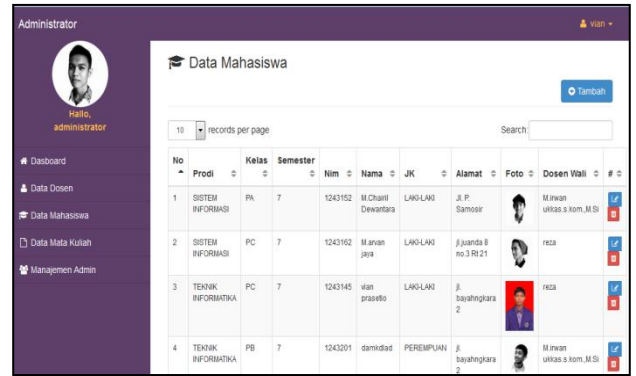 Administrator
vian
Hallo,
administrator
Dasboard
Data Dosen
Data Mahasiswa
Data Mata Kuliah
Manajemen Admin
Data Mahasiswa
Tambah
10 records per page
Search:
No Prodi Kelas Semester Nim Nama JK Alamat Foto Dosen Wali #
1 SISTEM INFORMASI PA 7 1243152 M.Chairil Dewantara LAKI-LAKI Jl. P. Samosir M.irwan ukkas.s.kom.,M.Si
2 SISTEM INFORMASI PC 7 1243162 M.arvan jaya LAKI-LAKI jl.juanda 8 no.3 Rt.21 reza
3 TEKNIK INFORMATIKA PC 7 1243145 vian prasetio LAKI-LAKI jl. bayahngkara 2 reza
4 TEKNIK INFORMATIKA PB 7 1243201 damkdlad PEREMPUAN jl. bayahngkara 2 M.irwan ukkas.s.kom.,M.Si